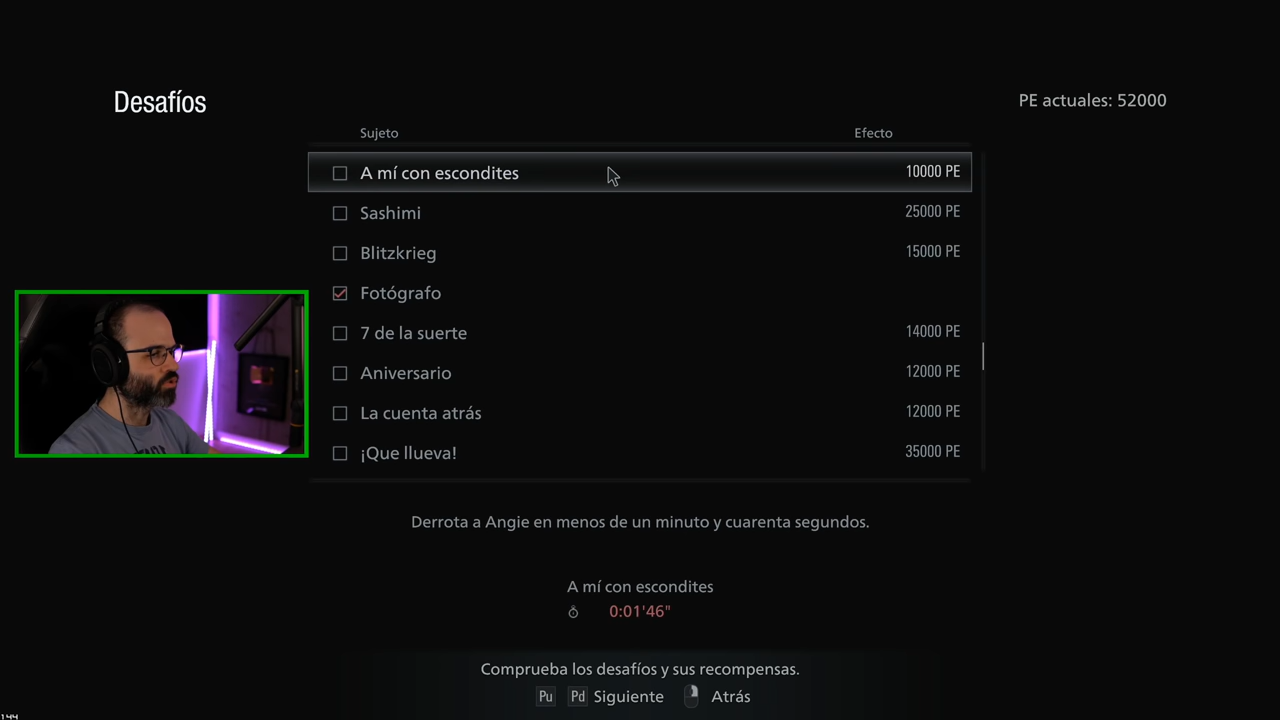 Desafíos
PE actuales: 52000
Sujeto Efecto
A mí con escondites 10000 PE
Sashimi 25000 PE
Blitzkrieg 15000 PE
Fotógrafo
7 de la suerte 14000 PE
Aniversario 12000 PE
La cuenta atrás 12000 PE
¡Que llueva! 35000 PE
Derrota a Angie en menos de un minuto y cuarenta segundos.
A mí con escondites
0:01'46"
Comprueba los desafíos y sus recompensas.
Pu Pd Siguiente Atrás